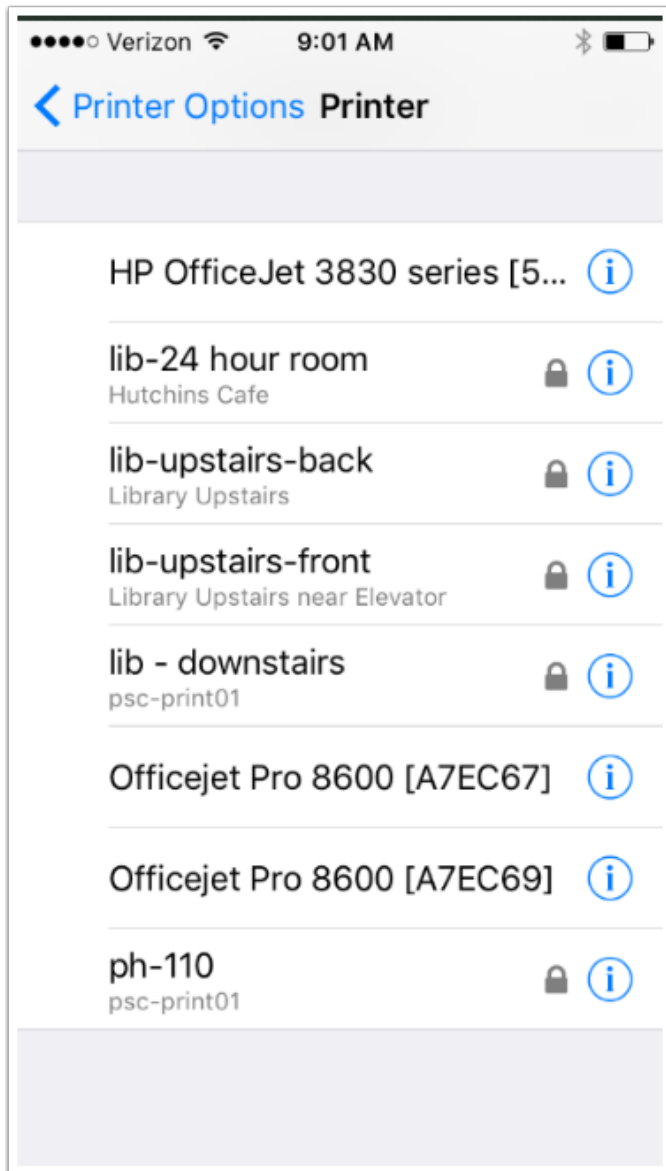 Verizon 9:01 AM
Printer Options Printer
HP OfficeJet 3830 series [5...
lib-24 hour room
Hutchins Cafe
lib-upstairs-back
Library Upstairs
lib-upstairs-front
Library Upstairs near Elevator
lib - downstairs
psc-print01
Officejet Pro 8600 [A7EC67]
Officejet Pro 8600 [A7EC69]
ph-110
psc-print01